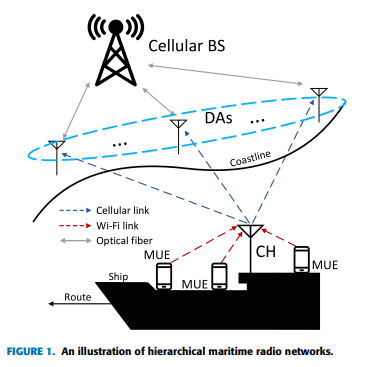 Cellular BS
DAs
...
...
Coastline
Cellular link
Wi-Fi link
Optical fiber
CH
MUE
MUE
MUE
Ship
Route
FIGURE 1. An illustration of hierarchical maritime radio networks.